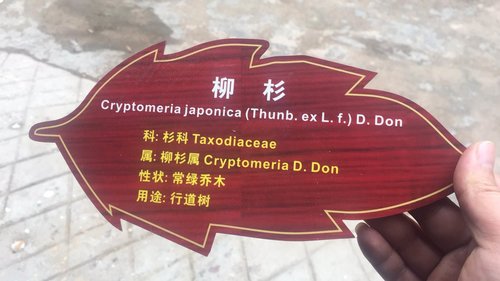 柳杉
Cryptomeria japonica (Thunb. ex L. f.) D. Don
科: 杉科 Taxodiaceae
属: 柳杉属 Cryptomeria D. Don
性状: 常绿乔木
用途: 行道树